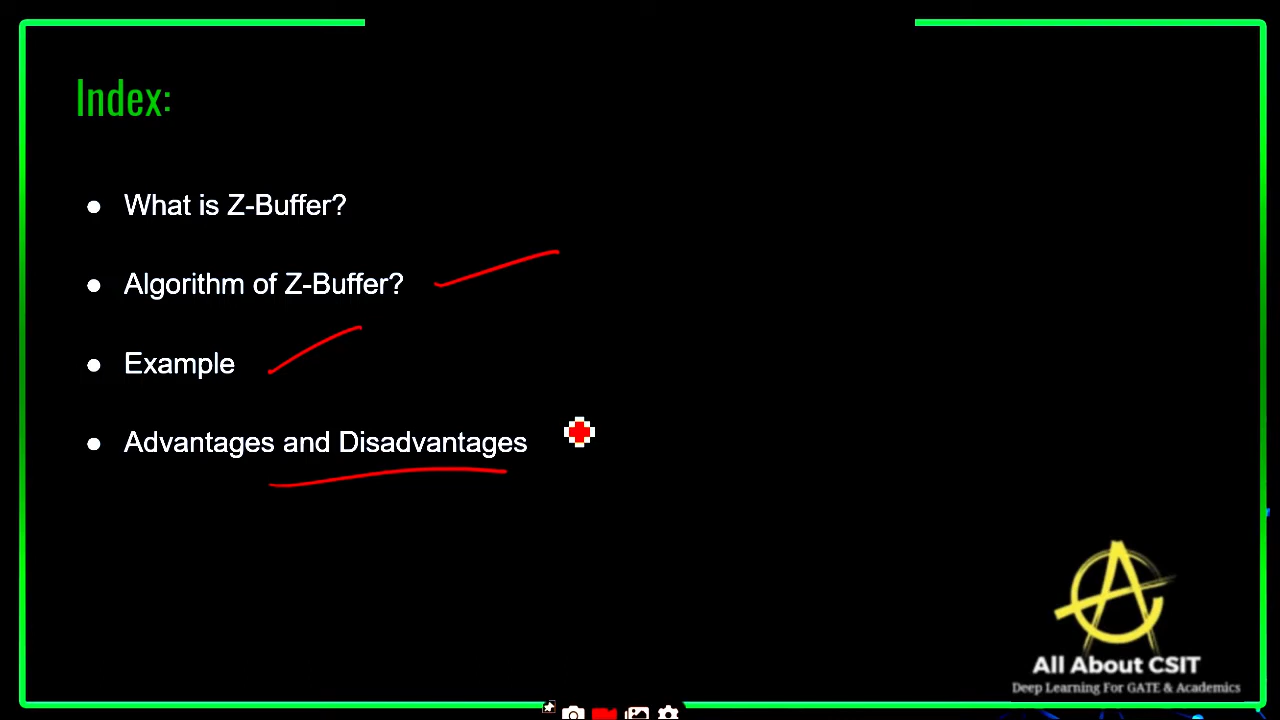 Index:
● What is Z-Buffer?
● Algorithm of Z-Buffer?
● Example
● Advantages and Disadvantages
All About CSIT
Deep Learning For GATE & Academics